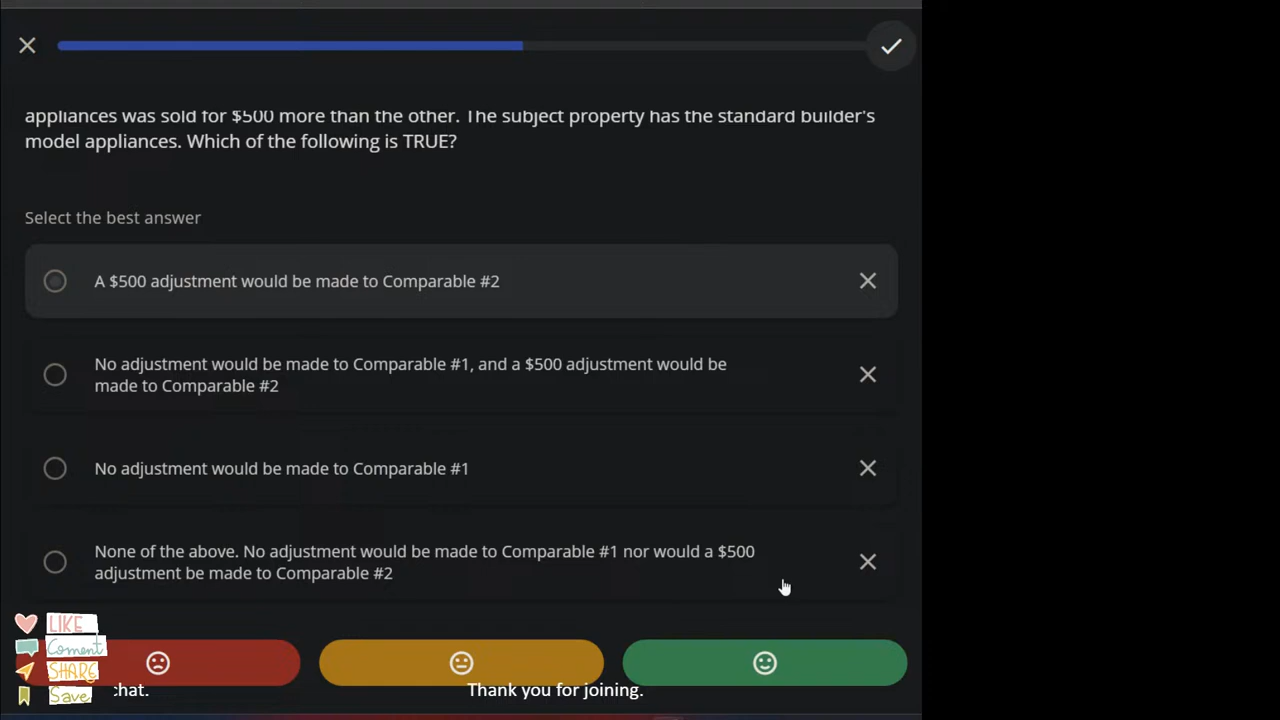 appliances was sold for $500 more than the other. The subject property has the standard builder's
model appliances. Which of the following is TRUE?
Select the best answer
A $500 adjustment would be made to Comparable #2
No adjustment would be made to Comparable #1, and a $500 adjustment would be
made to Comparable #2
No adjustment would be made to Comparable #1
None of the above. No adjustment would be made to Comparable #1 nor would a $500
adjustment be made to Comparable #2
LIKE
Coment
SHARE
Save
chat.
Thank you for joining.